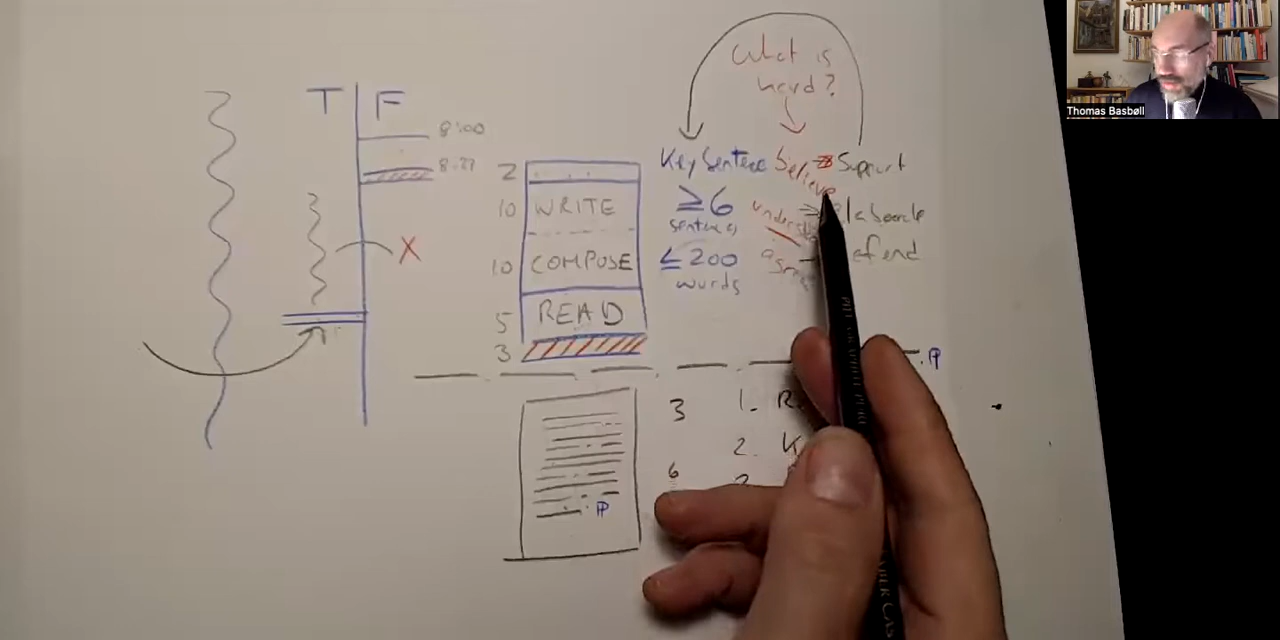 Thomas Basbøll
What is
hard?
T F
8:00
8:27
X
2
10 WRITE
10 COMPOSE
5 READ
3
Key Sentence
≥6
sentences
≤200
words
believe ⇒ Support
⇒ Elaborate
.P
3 1. R.
2. K
6
.P